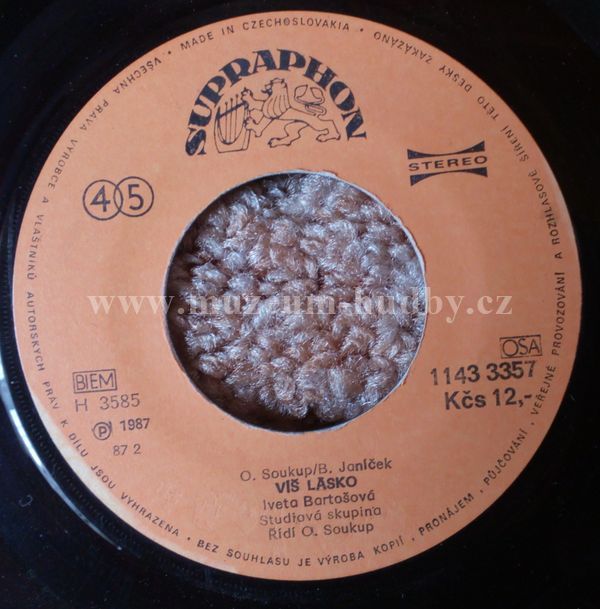 SUPRAPHON
STEREO
45
www.muzeum-hudby.cz
BIEM
H 3585
Ⓟ 1987
87 2
OSA
1143 3357
Kčs 12,-
O. Soukup/B. Janíček
VÍŠ LÁSKO
Iveta Bartošová
Studiová skupina
Řídí O. Soukup
MADE IN CZECHOSLOVAKIA • VŠECHNA PRÁVA VÝROBCE A VLASTNÍKŮ AUTORSKÝCH PRÁV K DÍLU JSOU VYHRAZENA • BEZ SOUHLASU JE VÝROBA KOPIÍ, PRONÁJEM, PŮJČOVÁNÍ, VEŘEJNÉ PROVOZOVÁNÍ A ROZHLASOVÉ ŠÍŘENÍ TÉTO DESKY ZAKÁZÁNO •